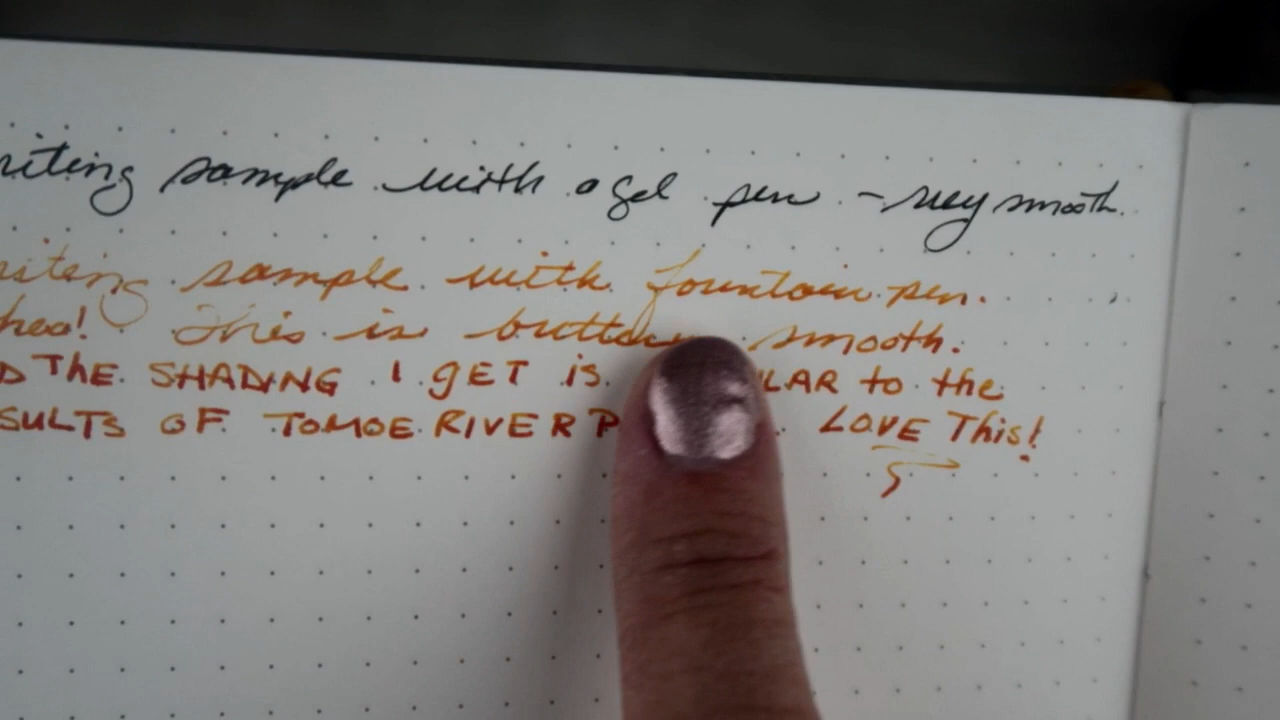 riting sample with a gel pen - very smooth.
riting sample with fountain pen.
hoo! This is buttery smooth.
D THE SHADING I GET is LAR to the
SULTS OF TOMOE RIVER P LOVE This!